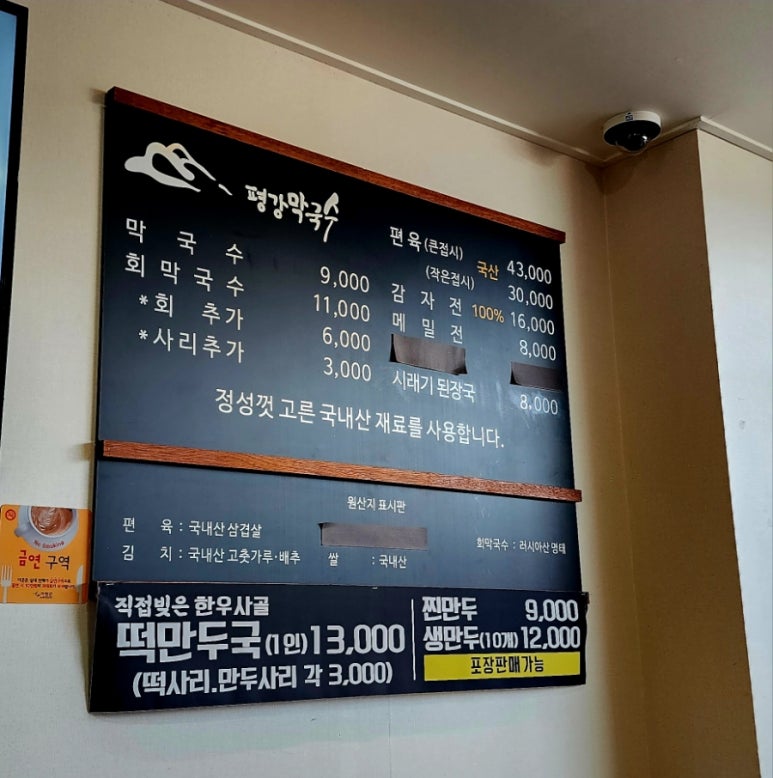 평강막국수
막국수 9,000
회막국수 11,000
*회 추가 6,000
*사리추가 3,000
편육(큰접시) 국산 43,000
(작은접시) 30,000
감자전 100% 16,000
메밀전 8,000
시래기 된장국 8,000
정성껏 고른 국내산 재료를 사용합니다.
원산지 표시판
편 육 : 국내산 삼겹살
김 치 : 국내산 고춧가루·배추
쌀 : 국내산
회막국수 : 러시아산 명태
직접빚은 한우사골
떡만두국(1인)13,000
(떡사리.만두사리 각 3,000)
찐만두 9,000
생만두(10개) 12,000
포장판매가능
No Smoking
금연 구역